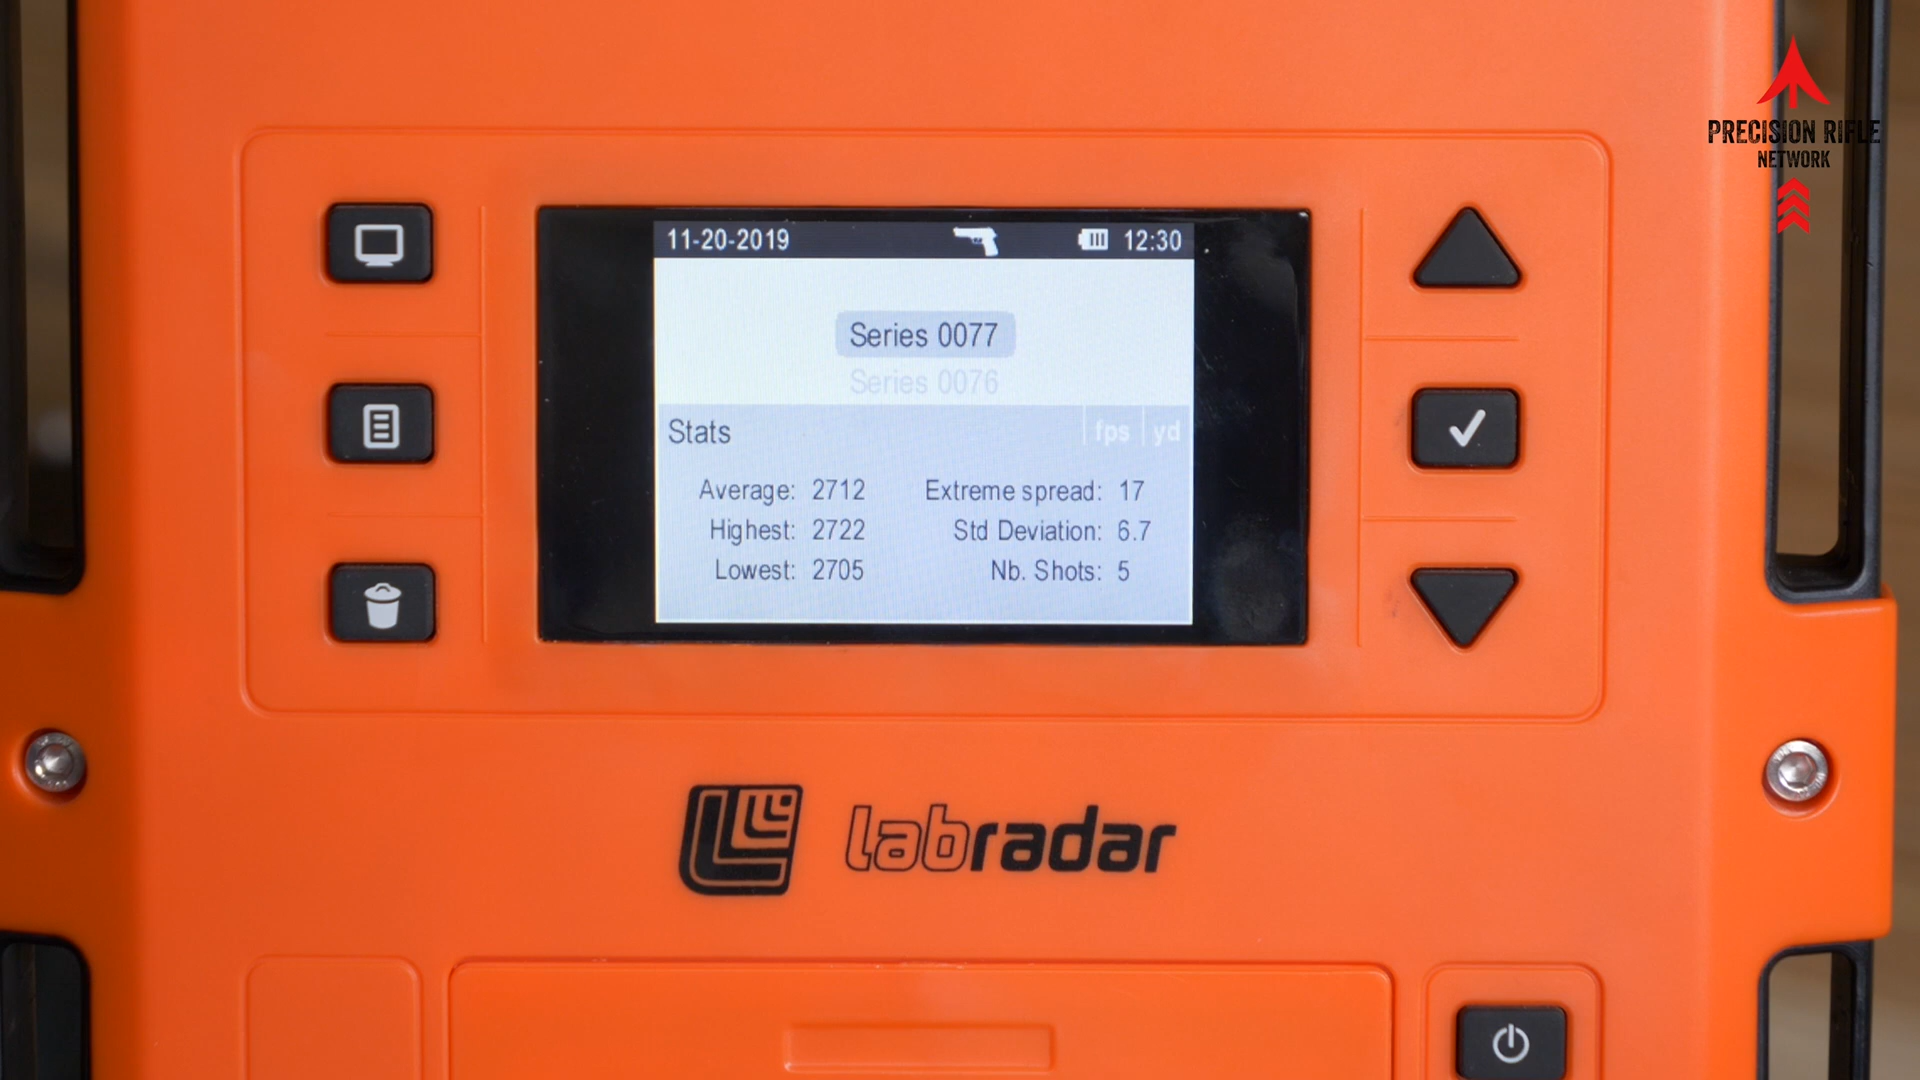 PRECISION RIFLE
NETWORK
11-20-2019 12:30
Series 0077
Series 0076
Stats fps yd
Average: 2712 Extreme spread: 17
Highest: 2722 Std Deviation: 6.7
Lowest: 2705 Nb. Shots: 5
labradar